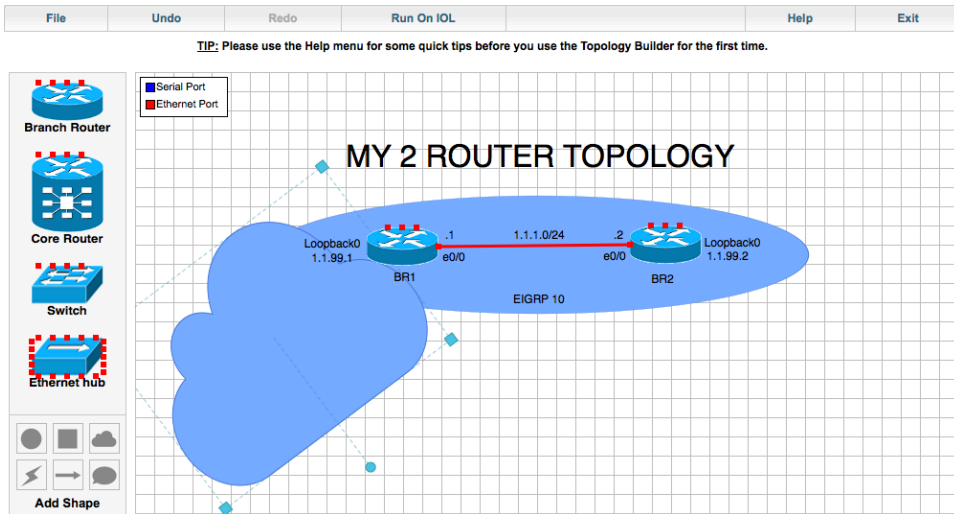 File Undo Redo Run On IOL Help Exit
TIP: Please use the Help menu for some quick tips before you use the Topology Builder for the first time.
Serial Port
Ethernet Port
Branch Router
Core Router
Switch
Ethernet hub
Add Shape
MY 2 ROUTER TOPOLOGY
Loopback0
1.1.99.1
.1
e0/0
BR1
1.1.1.0/24
.2
e0/0
BR2
Loopback0
1.1.99.2
EIGRP 10